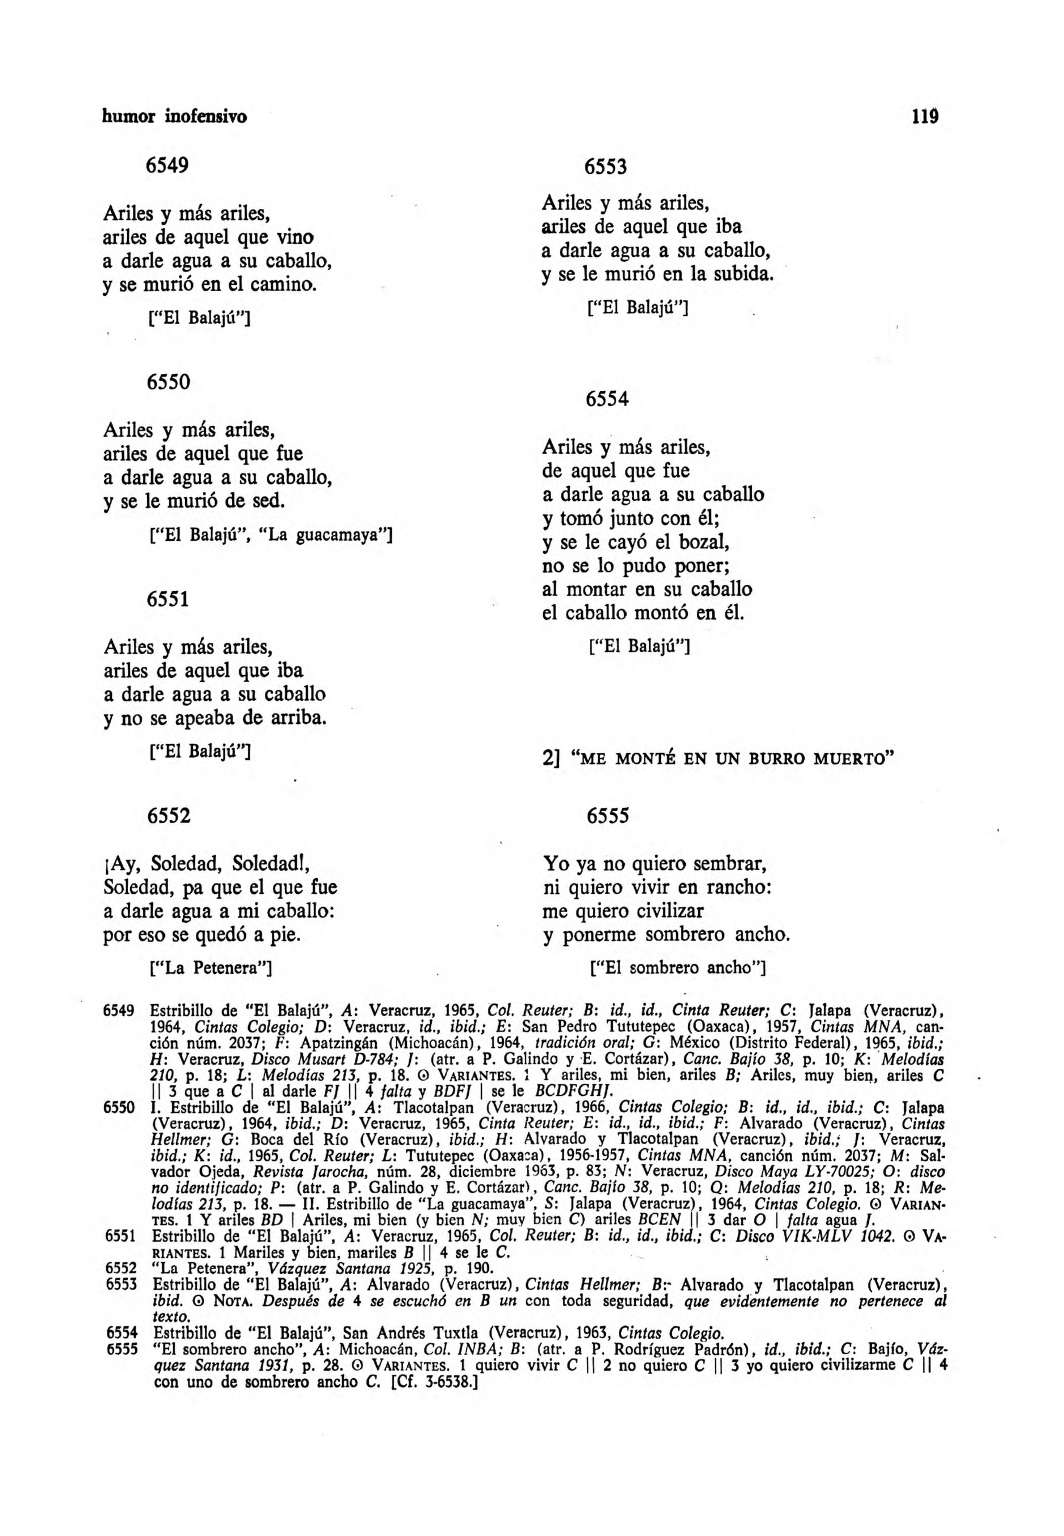 humor inofensivo
119
6549
Ariles y más ariles,
ariles de aquel que vino
a darle agua a su caballo,
y se murió en el camino.
["El Balajú"]
6550
Ariles y más ariles,
ariles de aquel que fue
a darle agua a su caballo,
y se le murió de sed.
["El Balajú", "La guacamaya"]
6551
Ariles y más ariles,
ariles de aquel que iba
a darle agua a su caballo
y no se apeaba de arriba.
["El Balajú"]
6552
¡Ay, Soledad, Soledad!,
Soledad, pa que el que fue
a darle agua a mi caballo:
por eso se quedó a pie.
["La Petenera"]
6553
Ariles y más ariles,
ariles de aquel que iba
a darle agua a su caballo,
y se le murió en la subida.
["El Balajú"]
6554
Ariles y más ariles,
de aquel que fue
a darle agua a su caballo
y tomó junto con él;
y se le cayó el bozal,
no se lo pudo poner;
al montar en su caballo
el caballo montó en él.
["El Balajú"]
2] "ME MONTÉ EN UN BURRO MUERTO"
6555
Yo ya no quiero sembrar,
ni quiero vivir en rancho:
me quiero civilizar
y ponerme sombrero ancho.
["El sombrero ancho"]
6549 Estribillo de "El Balajú", A: Veracruz, 1965, Col. Reuter; B: id., id., Cinta Reuter; C: Jalapa (Veracruz),
1964, Cintas Colegio; D: Veracruz, id., ibid.; E: San Pedro Tututepec (Oaxaca), 1957, Cintas MNA, can-
ción núm. 2037; F: Apatzingán (Michoacán), 1964, tradición oral; G: México (Distrito Federal), 1965, ibid.;
H: Veracruz, Disco Musart D-784; J: (atr. a P. Galindo y E. Cortázar), Canc. Bajío 38, p. 10; K: Melodías
210, p. 18; L: Melodías 213, p. 18. ʘ VARIANTES. 1 Y ariles, mi bien, ariles B; Ariles, muy bien, ariles C
|| 3 que a C | al darle FJ || 4 falta y BDFJ | se le BCDFGHJ.
6550 I. Estribillo de "El Balajú", A: Tlacotalpan (Veracruz), 1966, Cintas Colegio; B: id., id., ibid.; C: Jalapa
(Veracruz), 1964, ibid.; D: Veracruz, 1965, Cinta Reuter; E: id., id., ibid.; F: Alvarado (Veracruz), Cintas
Hellmer; G: Boca del Río (Veracruz), ibid.; H: Alvarado y Tlacotalpan (Veracruz), ibid.; J: Veracruz,
ibid.; K: id., 1965, Col. Reuter; L: Tututepec (Oaxaca), 1956-1957, Cintas MNA, canción núm. 2037; M: Sal-
vador Ojeda, Revista Jarocha, núm. 28, diciembre 1963, p. 83; N: Veracruz, Disco Maya LY-70025; O: disco
no identificado; P: (atr. a P. Galindo y E. Cortázar), Canc. Bajío 38, p. 10; Q: Melodías 210, p. 18; R: Me-
lodías 213, p. 18. — II. Estribillo de "La guacamaya", S: Jalapa (Veracruz), 1964, Cintas Colegio. ʘ VARIAN-
TES. 1 Y ariles BD | Ariles, mi bien (y bien N; muy bien C) ariles BCEN || 3 dar O | falta agua J.
6551 Estribillo de "El Balajú", A: Veracruz, 1965, Col. Reuter; B: id., id., ibid.; C: Disco VIK-MLV 1042. ʘ VA-
RIANTES. 1 Mariles y bien, mariles B || 4 se le C.
6552 "La Petenera", Vázquez Santana 1925, p. 190.
6553 Estribillo de "El Balajú", A: Alvarado (Veracruz), Cintas Hellmer; B: Alvarado y Tlacotalpan (Veracruz),
ibid. ʘ NOTA. Después de 4 se escuchó en B un con toda seguridad, que evidentemente no pertenece al
texto.
6554 Estribillo de "El Balajú", San Andrés Tuxtla (Veracruz), 1963, Cintas Colegio.
6555 "El sombrero ancho", A: Michoacán, Col. INBA; B: (atr. a P. Rodríguez Padrón), id., ibid.; C: Bajío, Váz-
quez Santana 1931, p. 28. ʘ VARIANTES. 1 quiero vivir C || 2 no quiero C || 3 yo quiero civilizarme C || 4
con uno de sombrero ancho C. [Cf. 3-6538.]